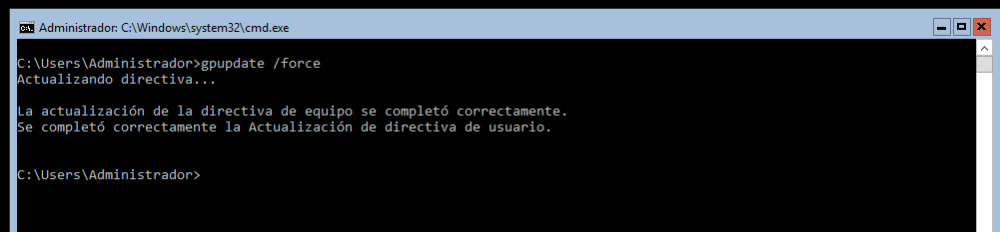 Administrador: C:\Windows\system32\cmd.exe
C:\Users\Administrador>gpupdate /force
Actualizando directiva...
La actualización de la directiva de equipo se completó correctamente.
Se completó correctamente la Actualización de directiva de usuario.
C:\Users\Administrador>